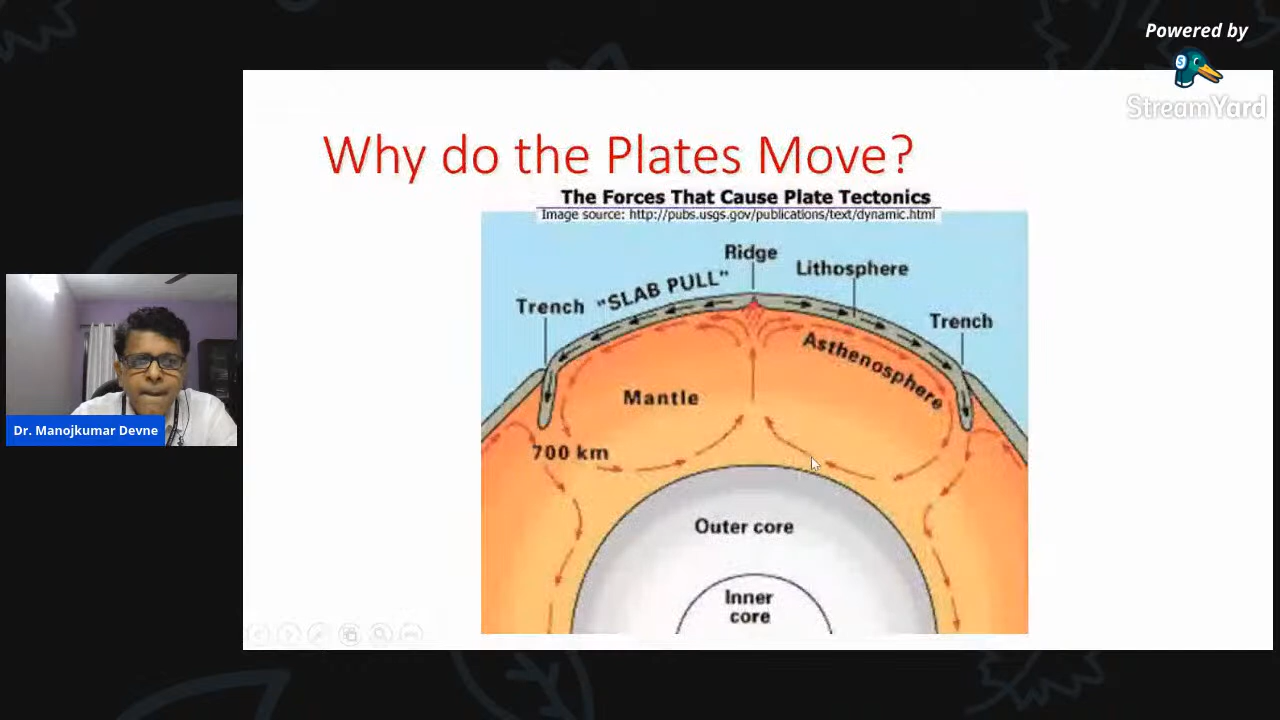 Powered by
S
StreamYard
Why do the Plates Move?
The Forces That Cause Plate Tectonics
Image source: http://pubs.usgs.gov/publications/text/dynamic.html
Ridge
Lithosphere
"SLAB PULL"
Trench
Trench
Asthenosphere
Mantle
700 km
Outer core
Inner
core
Dr. Manojkumar Devne